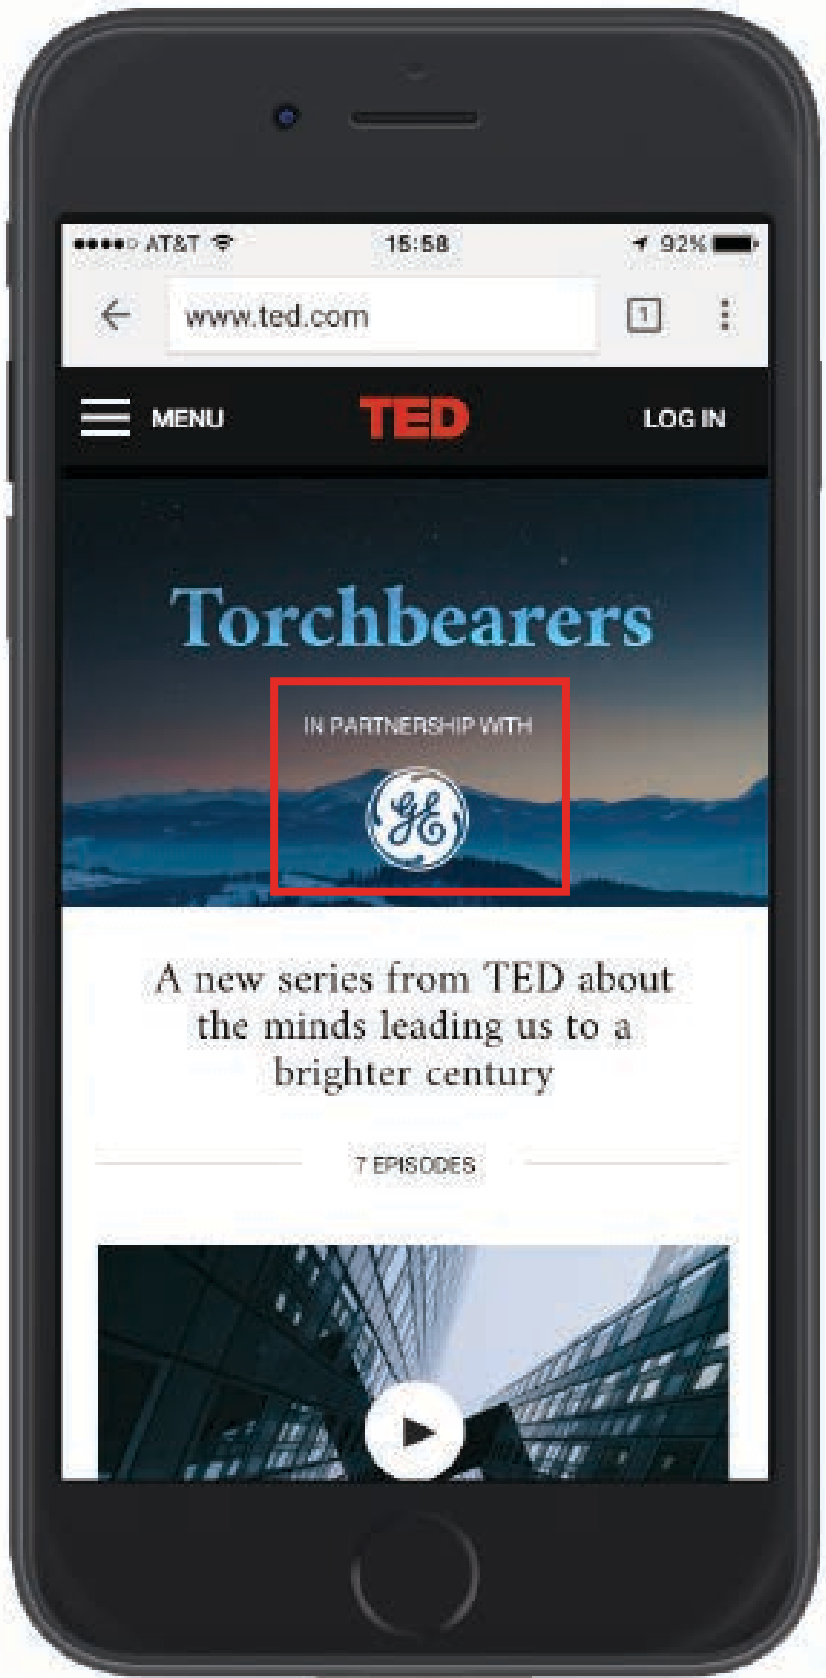 AT&T 15:58 92%
www.ted.com 1
MENU TED LOG IN
Torchbearers
IN PARTNERSHIP WITH
GE
A new series from TED about
the minds leading us to a
brighter century
7 EPISODES